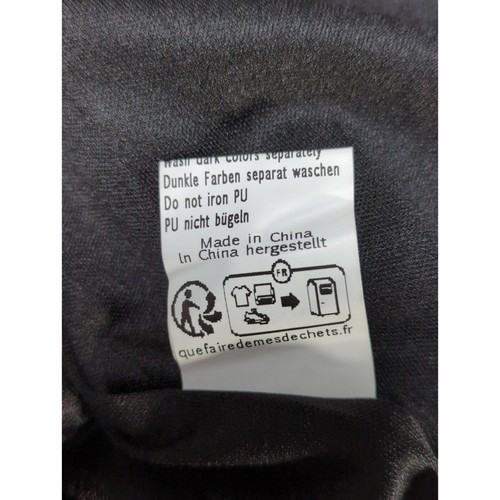 Wash dark colors separately
Dunkle Farben separat waschen
Do not iron PU
PU nicht bügeln
Made in China
In China hergestellt
FR
quefairedemesdechets.fr